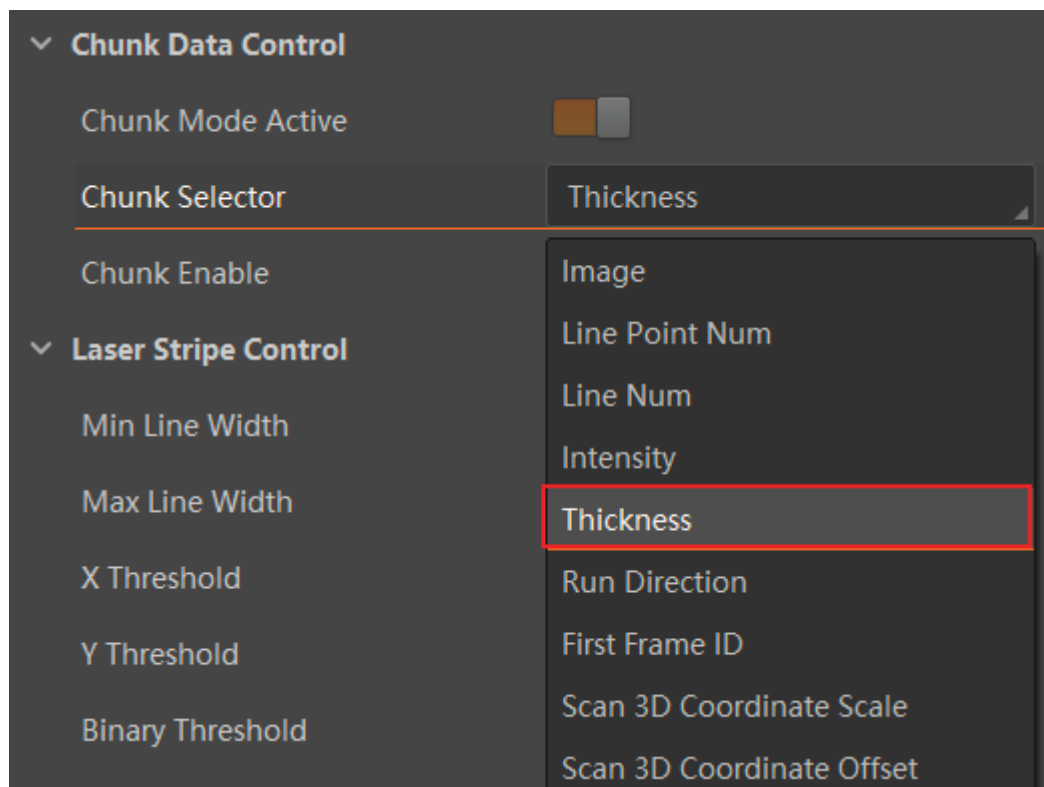 Chunk Data Control
Chunk Mode Active
Chunk Selector
Thickness
Chunk Enable
Image
Line Point Num
Laser Stripe Control
Line Num
Min Line Width
Intensity
Max Line Width
Thickness
X Threshold
Run Direction
Y Threshold
First Frame ID
Scan 3D Coordinate Scale
Binary Threshold
Scan 3D Coordinate Offset